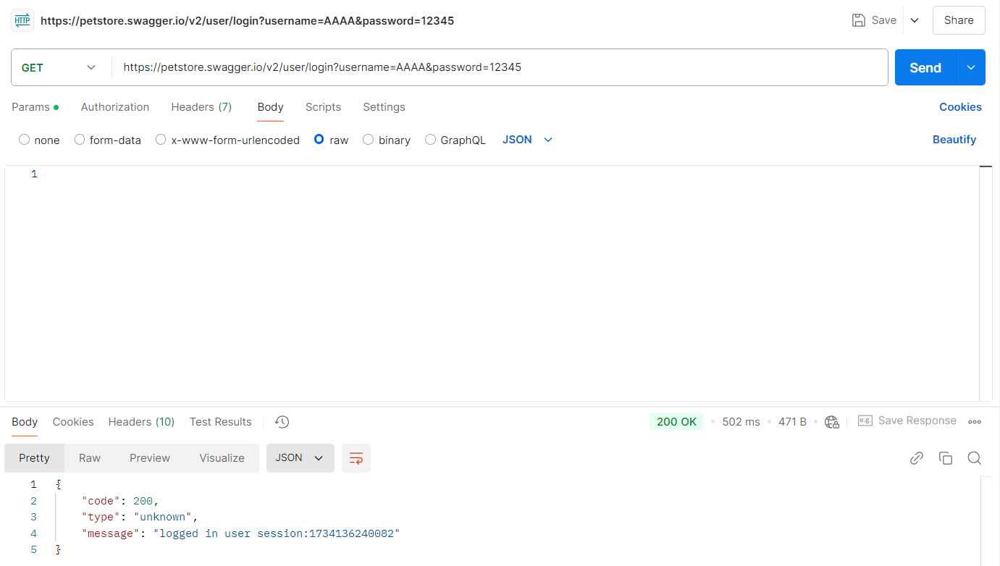 HTTP https://petstore.swagger.io/v2/user/login?username=AAAA&password=12345 Save Share
GET https://petstore.swagger.io/v2/user/login?username=AAAA&password=12345 Send
Params Authorization Headers (7) Body Scripts Settings Cookies
none form-data x-www-form-urlencoded raw binary GraphQL JSON Beautify
1
Body Cookies Headers (10) Test Results 200 OK 502 ms 471 B e.g. Save Response
Pretty Raw Preview Visualize JSON
1 {
2 "code": 200,
3 "type": "unknown",
4 "message": "logged in user session:1734136240082"
5 }